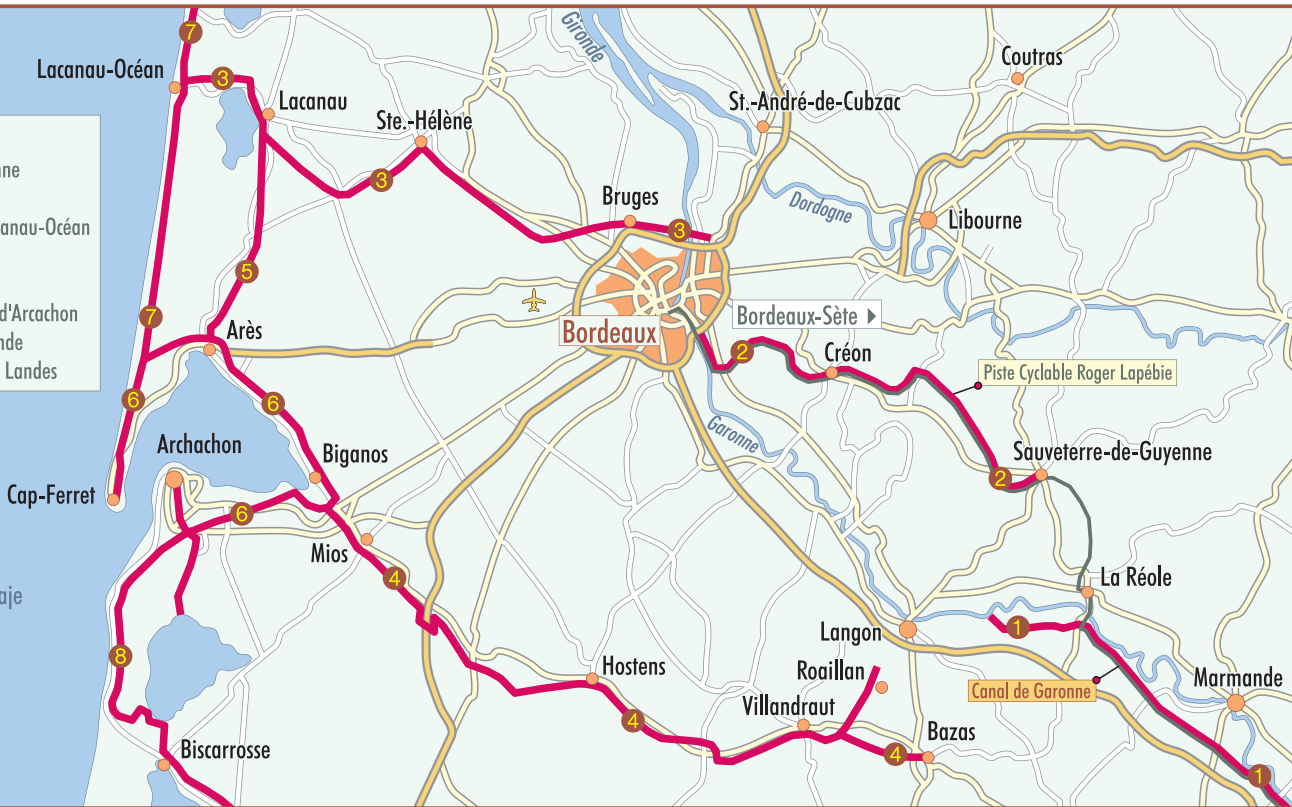 7
Lacanau-Océan
3
Lacanau
Ste.-Hélène
3
Gironde
St.-André-de-Cubzac
Coutras
nne
anau-Océan
d'Arcachon
nde
Landes
Bruges
3
Dordogne
Libourne
5
7
Arès
Bordeaux
Bordeaux-Sète
2
Créon
Piste Cyclable Roger Lapébie
6
6
Archachon
Biganos
Cap-Ferret
6
Garonne
Sauveterre-de-Guyenne
2
Mios
4
aje
La Réole
8
Hostens
Langon
1
Roaillan
Canal de Garonne
Marmande
Villandraut
4
Biscarrosse
4
Bazas
1